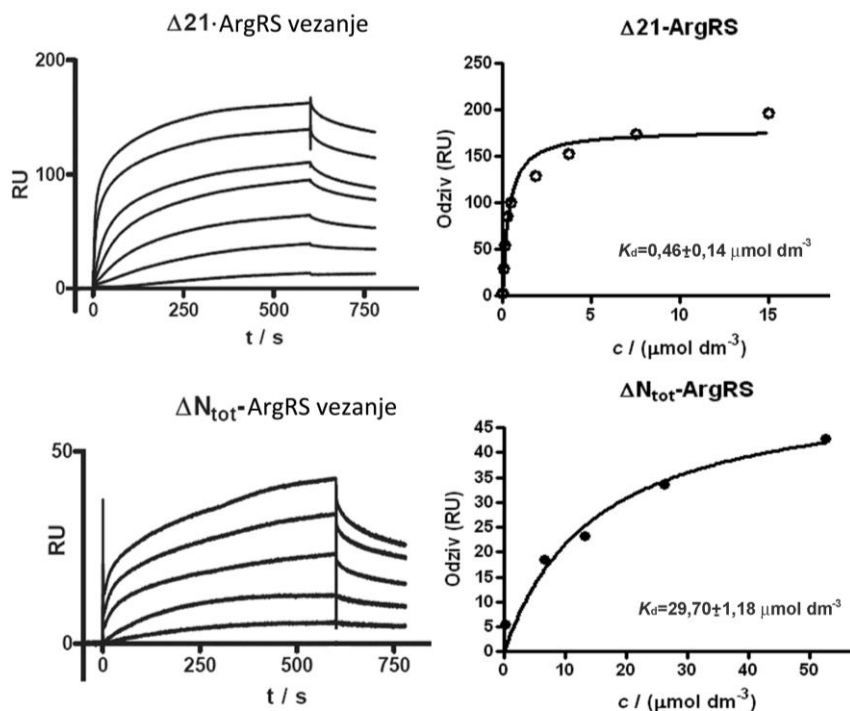 Δ21·ArgRS vezanje
200
100
0
RU
0
250
500
750
t / s
Δ21-ArgRS
250
200
150
100
50
0
Odziv (RU)
Kd=0,46±0,14 μmol dm-3
0
5
10
15
c / (μmol dm-3)
ΔNtot-ArgRS vezanje
50
0
RU
0
250
500
750
t / s
ΔNtot-ArgRS
45
40
35
30
25
20
15
10
5
0
Odziv (RU)
Kd=29,70±1,18 μmol dm-3
0
10
20
30
40
50
c / (μmol dm-3)